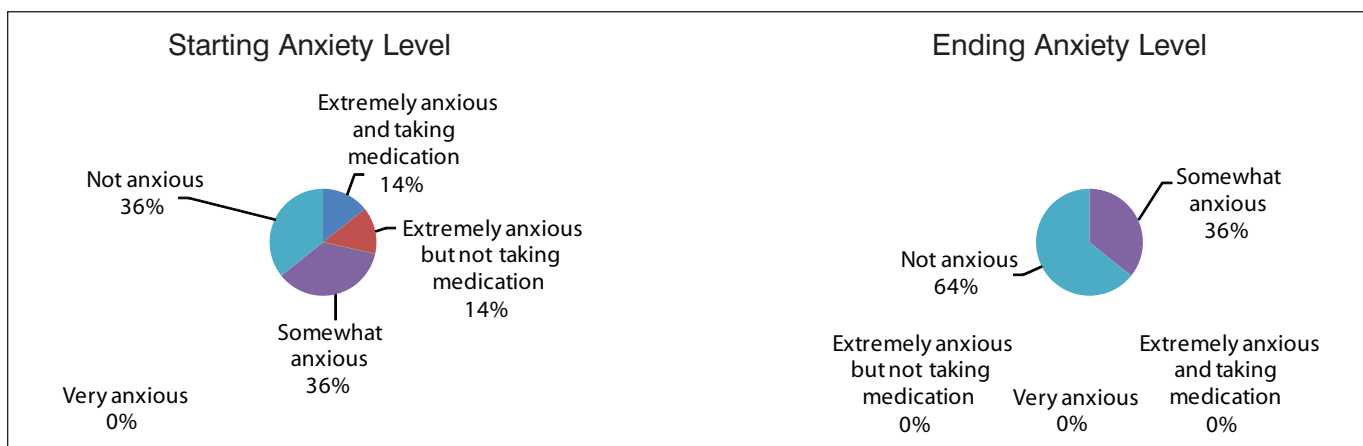 Starting Anxiety Level
Extremely anxious
and taking
medication
14%
Not anxious
36%
Extremely anxious
but not taking
medication
14%
Somewhat
anxious
36%
Very anxious
0%
Ending Anxiety Level
Somewhat
anxious
36%
Not anxious
64%
Extremely anxious
but not taking
medication
0%
Very anxious
0%
Extremely anxious
and taking
medication
0%